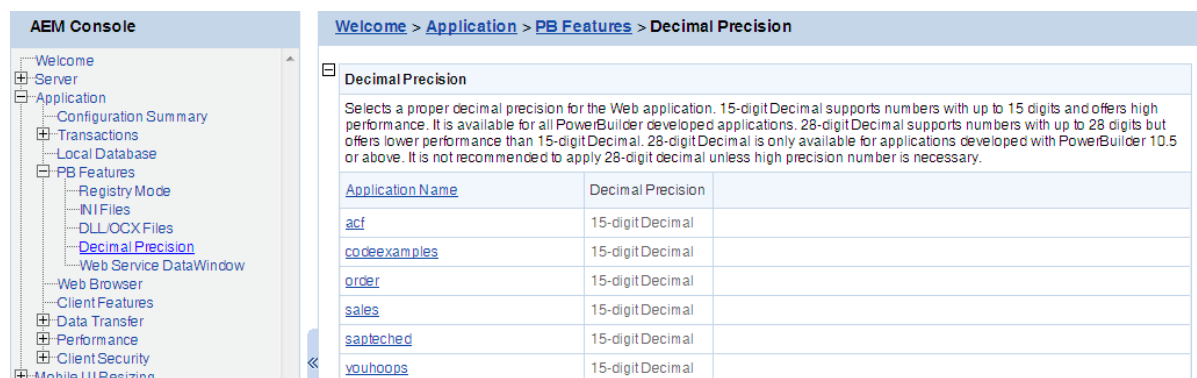 AEM Console
Welcome
Server
Application
Configuration Summary
Transactions
Local Database
PB Features
Registry Mode
INI Files
DLL/OCX Files
Decimal Precision
Web Service DataWindow
Web Browser
Client Features
Data Transfer
Performance
Client Security
Mobile UI Resizing
Welcome > Application > PB Features > Decimal Precision
Decimal Precision
Selects a proper decimal precision for the Web application. 15-digit Decimal supports numbers with up to 15 digits and offers high
performance. It is available for all PowerBuilder developed applications. 28-digit Decimal supports numbers with up to 28 digits but
offers lower performance than 15-digit Decimal. 28-digit Decimal is only available for applications developed with PowerBuilder 10.5
or above. It is not recommended to apply 28-digit decimal unless high precision number is necessary.
Application Name Decimal Precision
acf 15-digit Decimal
codeexamples 15-digit Decimal
order 15-digit Decimal
sales 15-digit Decimal
sapteched 15-digit Decimal
youhoops 15-digit Decimal
«